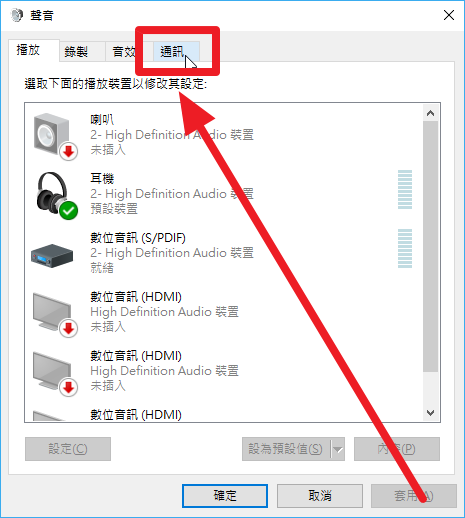 聲音
播放 錄製 音效 通訊
選取下面的播放裝置以修改其設定:
喇叭
2- High Definition Audio 裝置
未插入
耳機
2- High Definition Audio 裝置
預設裝置
數位音訊 (S/PDIF)
2- High Definition Audio 裝置
就緒
數位音訊 (HDMI)
High Definition Audio 裝置
未插入
數位音訊 (HDMI)
High Definition Audio 裝置
未插入
數位音訊 (HDMI)
設定(C) 設為預設值(S) 內容(P)
確定 取消 套用(A)